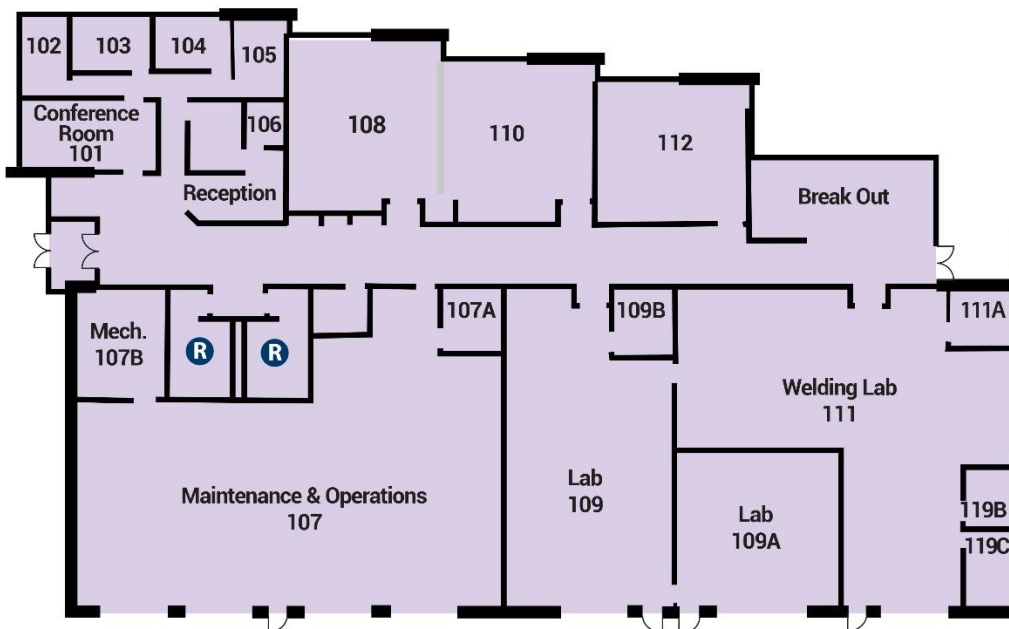 102
103
104
105
Conference
Room
101
106
108
110
112
Reception
Break Out
Mech.
107B
R
R
107A
109B
111A
Welding Lab
111
Maintenance & Operations
107
Lab
109
Lab
109A
119B
119C